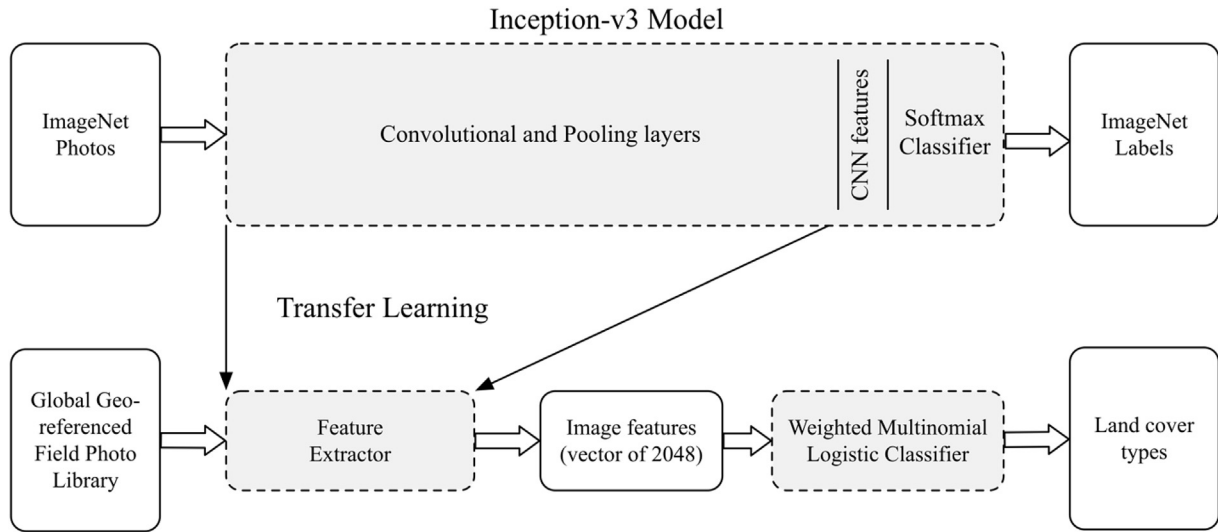 Inception-v3 Model
ImageNet
Photos
Convolutional and Pooling layers
CNN features
Softmax
Classifier
ImageNet
Labels
Transfer Learning
Global Geo-
referenced
Field Photo
Library
Feature
Extractor
Image features
(vector of 2048)
Weighted Multinomial
Logistic Classifier
Land cover
types